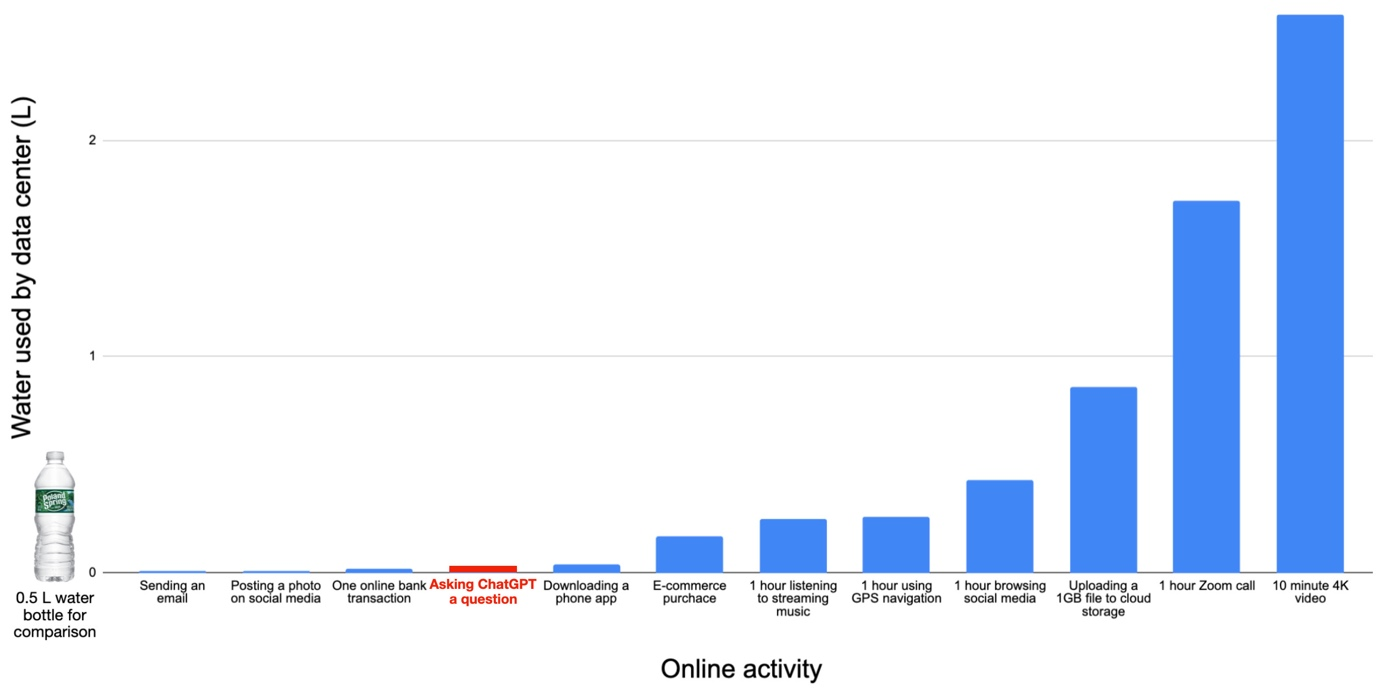 Water used by data center (L)
2
1
0
Poland
Spring
0.5 L water
bottle for
comparison
Sending an
email
Posting a photo
on social media
One online bank
transaction
Asking ChatGPT
a question
Downloading a
phone app
E-commerce
purchace
1 hour listening
to streaming
music
1 hour using
GPS navigation
1 hour browsing
social media
Uploading a
1GB file to cloud
storage
1 hour Zoom call
10 minute 4K
video
Online activity